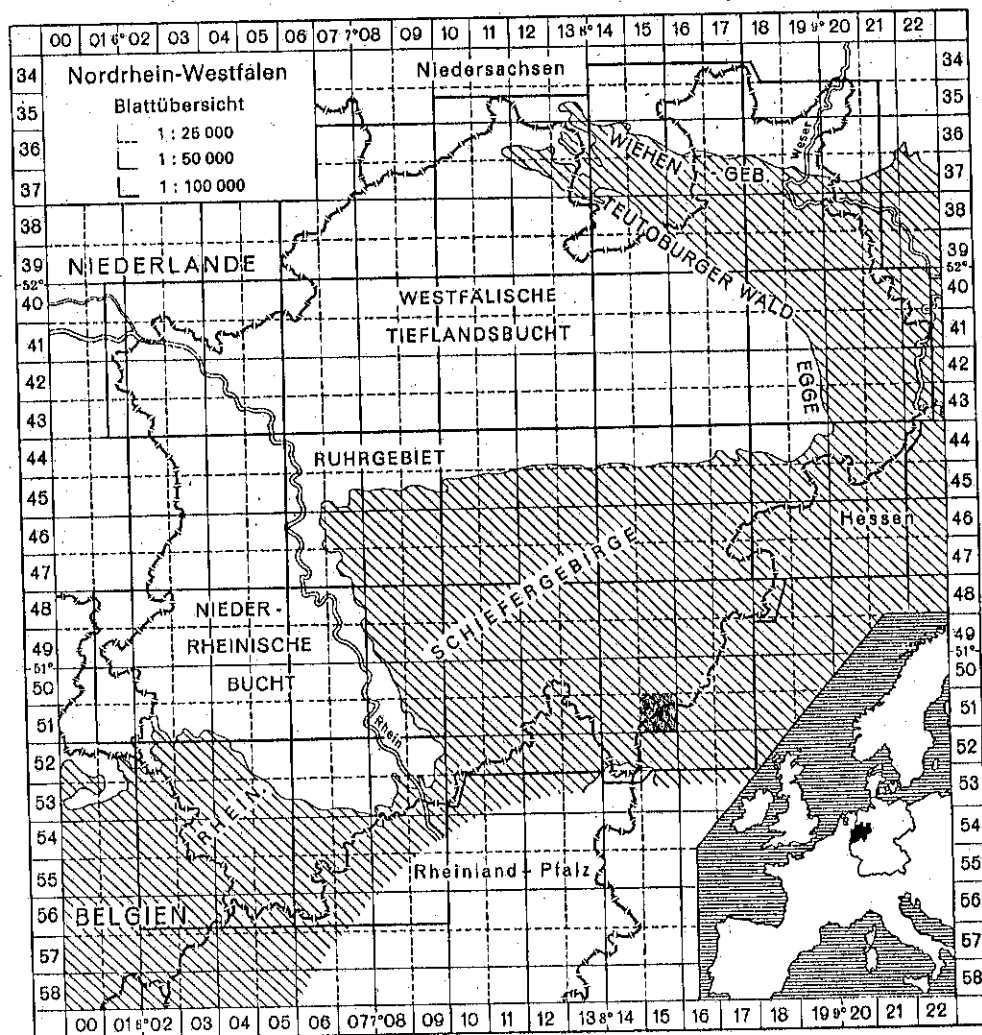 00 01 6° 02 03 04 05 06 07 7° 08 09 10 11 12 13 8° 14 15 16 17 18 19 9° 20 21 22
34
35
36
37
38
39
52°
40
41
42
43
44
45
46
47
48
49
51°
50
51
52
53
54
55
56
57
58
Nordrhein-Westfalen
Blattübersicht
1 : 25 000
1 : 50 000
1 : 100 000
Niedersachsen
Weser
WIEHEN - GEB.
TEUTOBURGER WALD
NIEDERLANDE
WESTFÄLISCHE
TIEFLANDSBUCHT
EGGE
RUHRGEBIET
Hessen
SCHIEFERGEBIRGE
NIEDER-
RHEINISCHE
BUCHT
Rhein
RHEIN.
Rheinland - Pfalz
BELGIEN
34
35
36
37
38
39
52°
40
41
42
43
44
45
46
47
48
49
51°
50
51
52
53
54
55
56
57
58
00 01 6° 02 03 04 05 06 07 7° 08 09 10 11 12 13 8° 14 15 16 17 18 19 9° 20 21 22